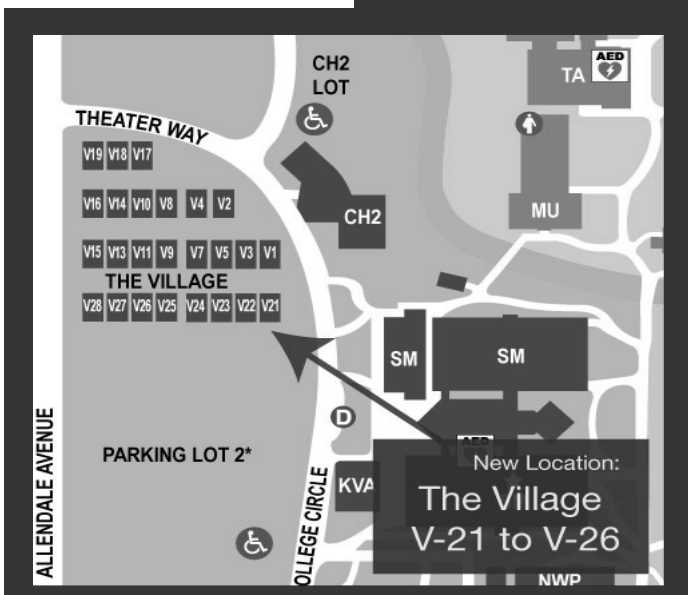 CH2
LOT
AED
TA
THEATER WAY
V19 V18 V17
V16 V14 V10 V8 V4 V2
CH2
MU
V15 V13 V11 V9 V7 V5 V3 V1
THE VILLAGE
V28 V27 V26 V25 V24 V23 V22 V21
SM
SM
D
ALLENDALE AVENUE
PARKING LOT 2*
OLLEGE CIRCLE
KVA
AED
New Location:
The Village
V-21 to V-26
NWP